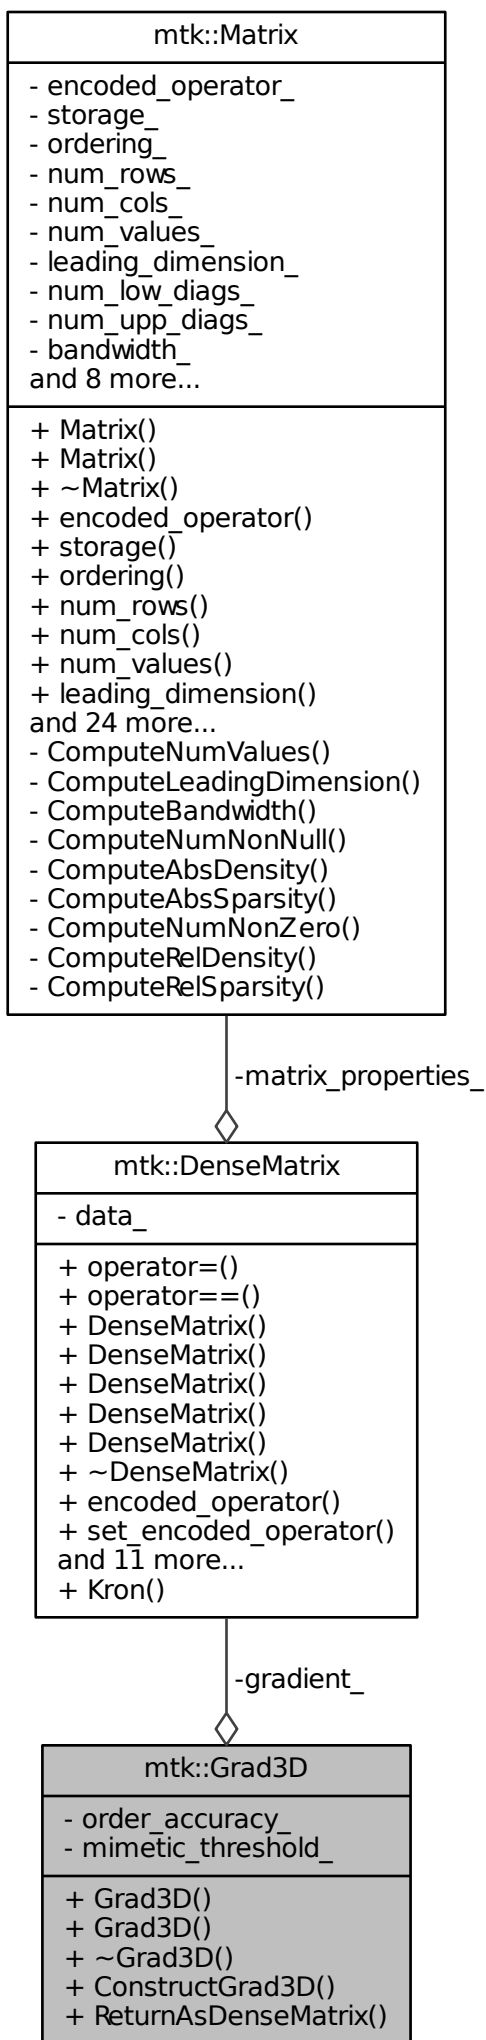 mtk::Matrix
- encoded_operator_
- storage_
- ordering_
- num_rows_
- num_cols_
- num_values_
- leading_dimension_
- num_low_diags_
- num_upp_diags_
- bandwidth_
and 8 more...
+ Matrix()
+ Matrix()
+ ~Matrix()
+ encoded_operator()
+ storage()
+ ordering()
+ num_rows()
+ num_cols()
+ num_values()
+ leading_dimension()
and 24 more...
- ComputeNumValues()
- ComputeLeadingDimension()
- ComputeBandwidth()
- ComputeNumNonNull()
- ComputeAbsDensity()
- ComputeAbsSparsity()
- ComputeNumNonZero()
- ComputeRelDensity()
- ComputeRelSparsity()
-matrix_properties_
mtk::DenseMatrix
- data_
+ operator=()
+ operator==()
+ DenseMatrix()
+ DenseMatrix()
+ DenseMatrix()
+ DenseMatrix()
+ DenseMatrix()
+ ~DenseMatrix()
+ encoded_operator()
+ set_encoded_operator()
and 11 more...
+ Kron()
-gradient_
mtk::Grad3D
- order_accuracy_
- mimetic_threshold_
+ Grad3D()
+ Grad3D()
+ ~Grad3D()
+ ConstructGrad3D()
+ ReturnAsDenseMatrix()